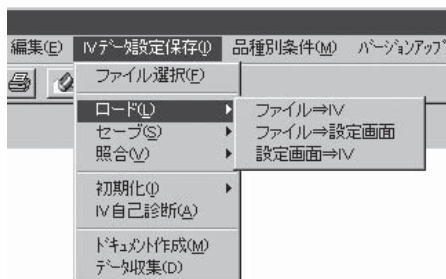 編集(E) IVデータ設定保存(I) 品種別条件(M) バージョンアップ
ファイル選択(F)
ロード(L) ファイル⇒IV
セーブ(S) ファイル⇒設定画面
照合(V) 設定画面⇒IV
初期化(I)
IV自己診断(A)
ドキュメント作成(M)
データ収集(D)